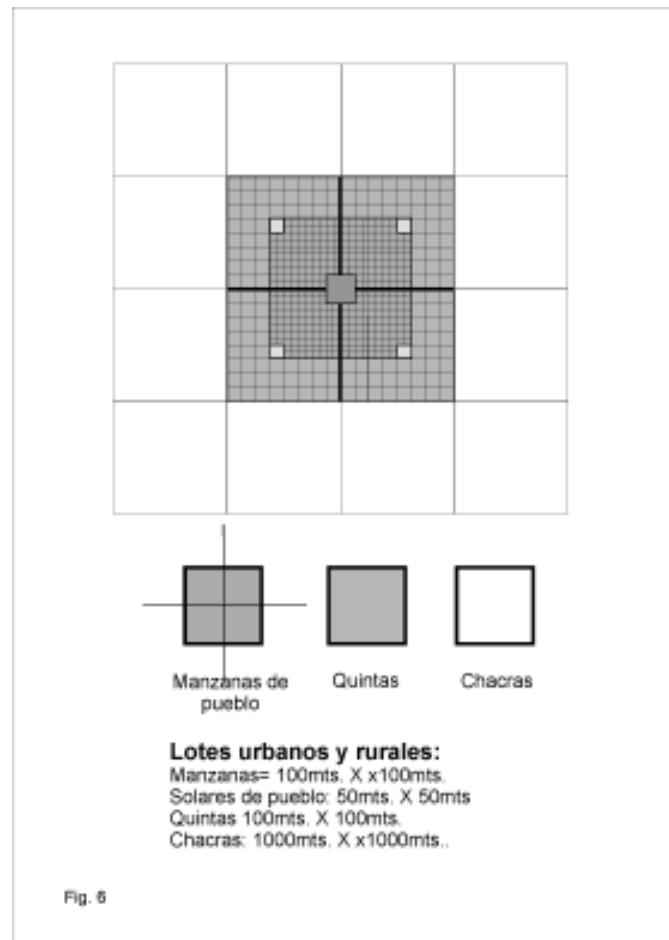 Manzanas de
pueblo
Quintas
Chacras
Lotes urbanos y rurales:
Manzanas= 100mts. X x100mts.
Solares de pueblo: 50mts. X 50mts
Quintas 100mts. X 100mts.
Chacras: 1000mts. X x1000mts..
Fig. 6